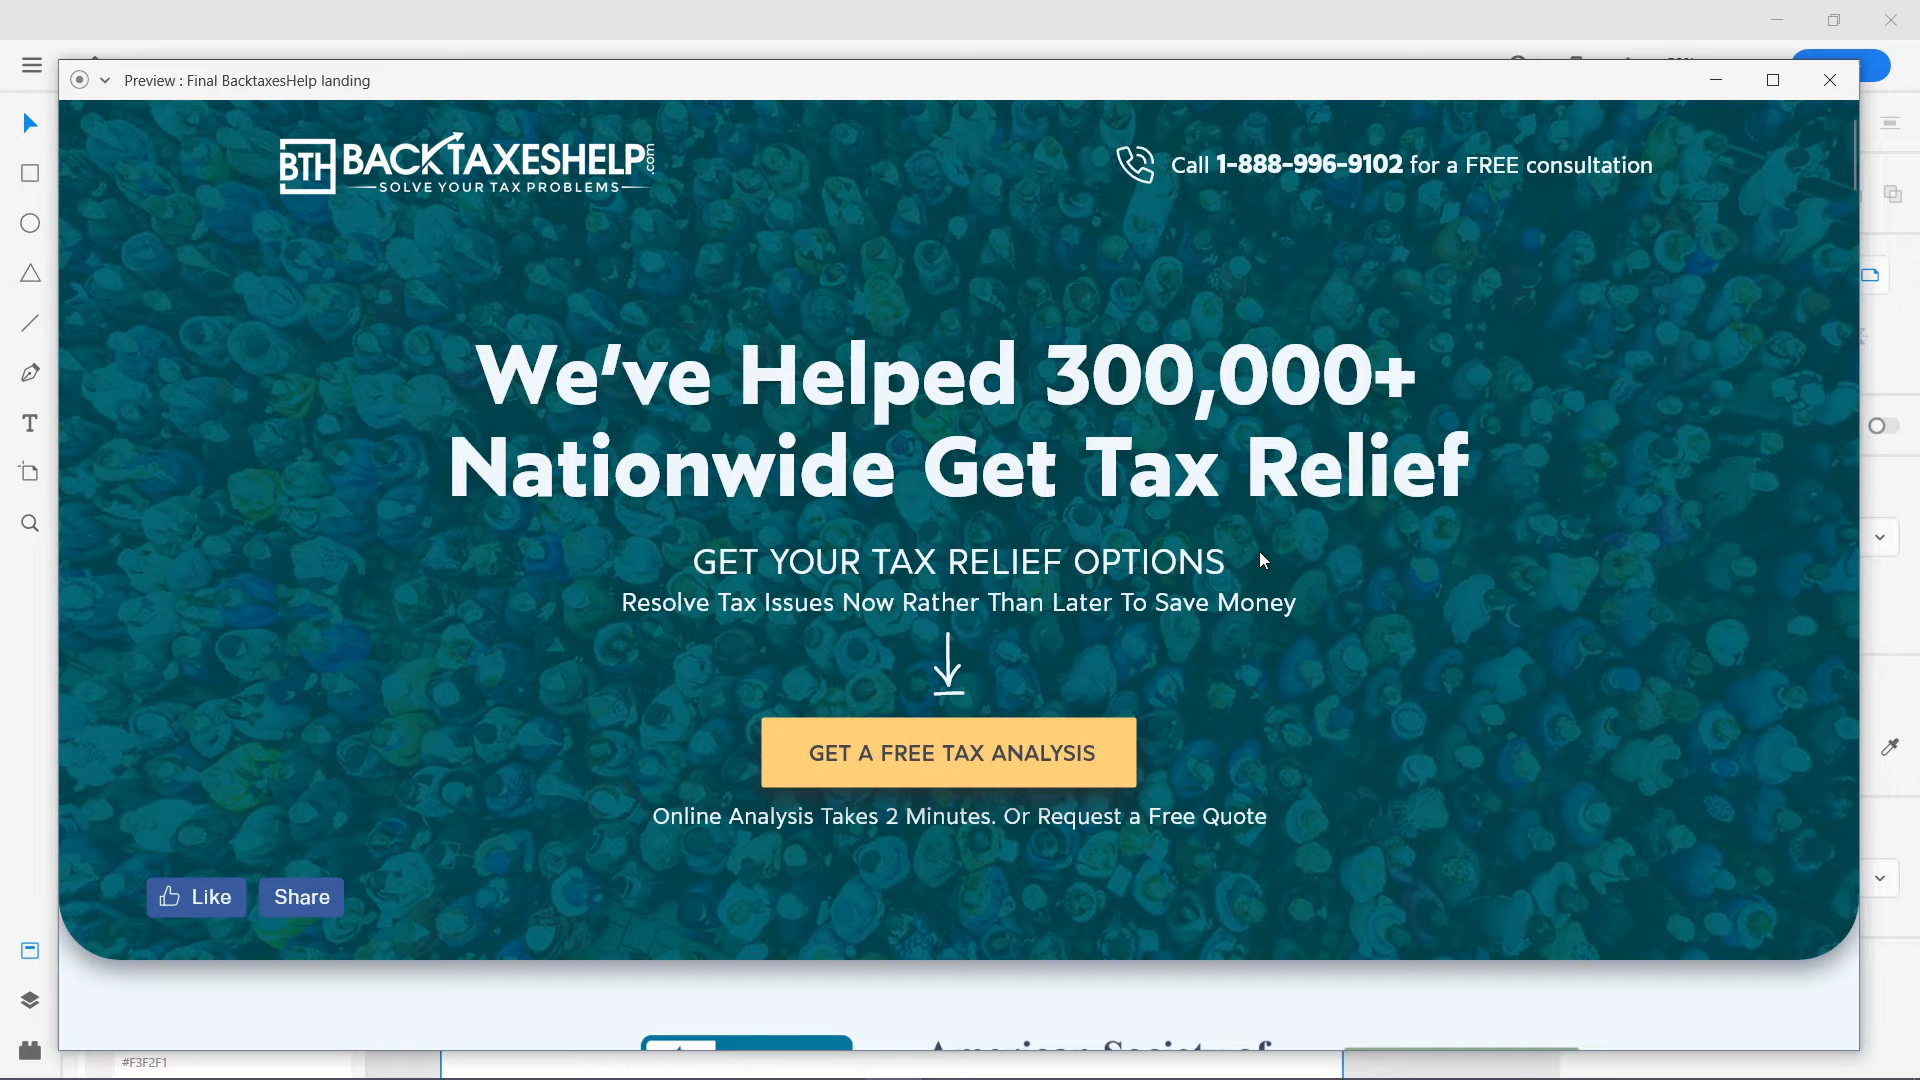 Preview : Final BacktaxesHelp landing
BTH BACKTAXESHELP.com
SOLVE YOUR TAX PROBLEMS
Call 1-888-996-9102 for a FREE consultation
We've Helped 300,000+
Nationwide Get Tax Relief
GET YOUR TAX RELIEF OPTIONS
Resolve Tax Issues Now Rather Than Later To Save Money
GET A FREE TAX ANALYSIS
Online Analysis Takes 2 Minutes. Or Request a Free Quote
Like Share
American Society of
#F3F2F1